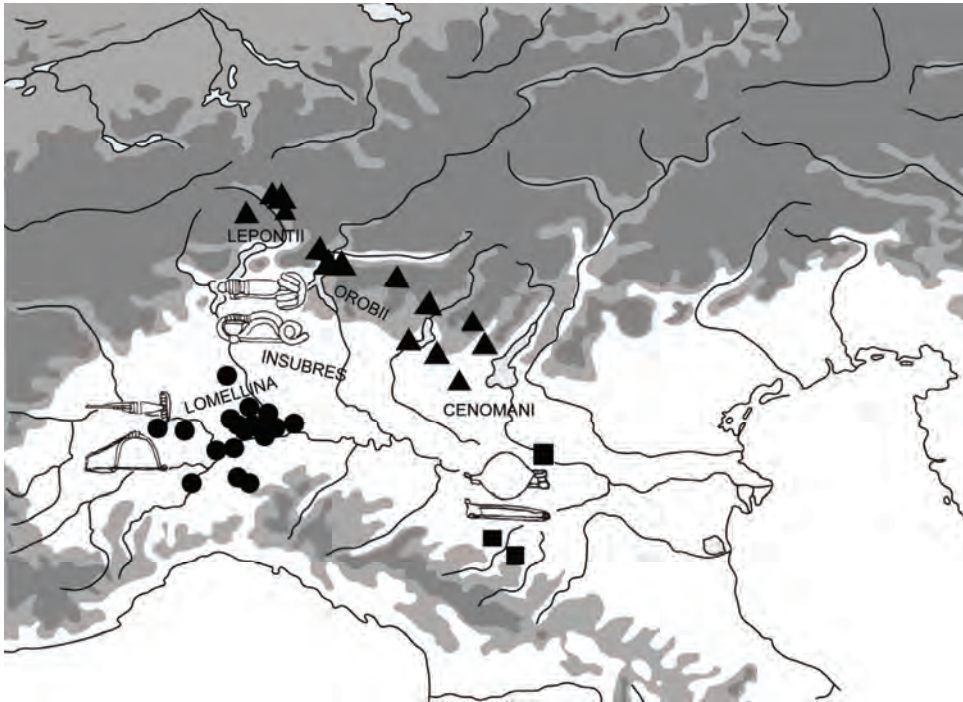 LEPONTII
OROBII
INSUBRES
LOMELLINA
CENOMANI